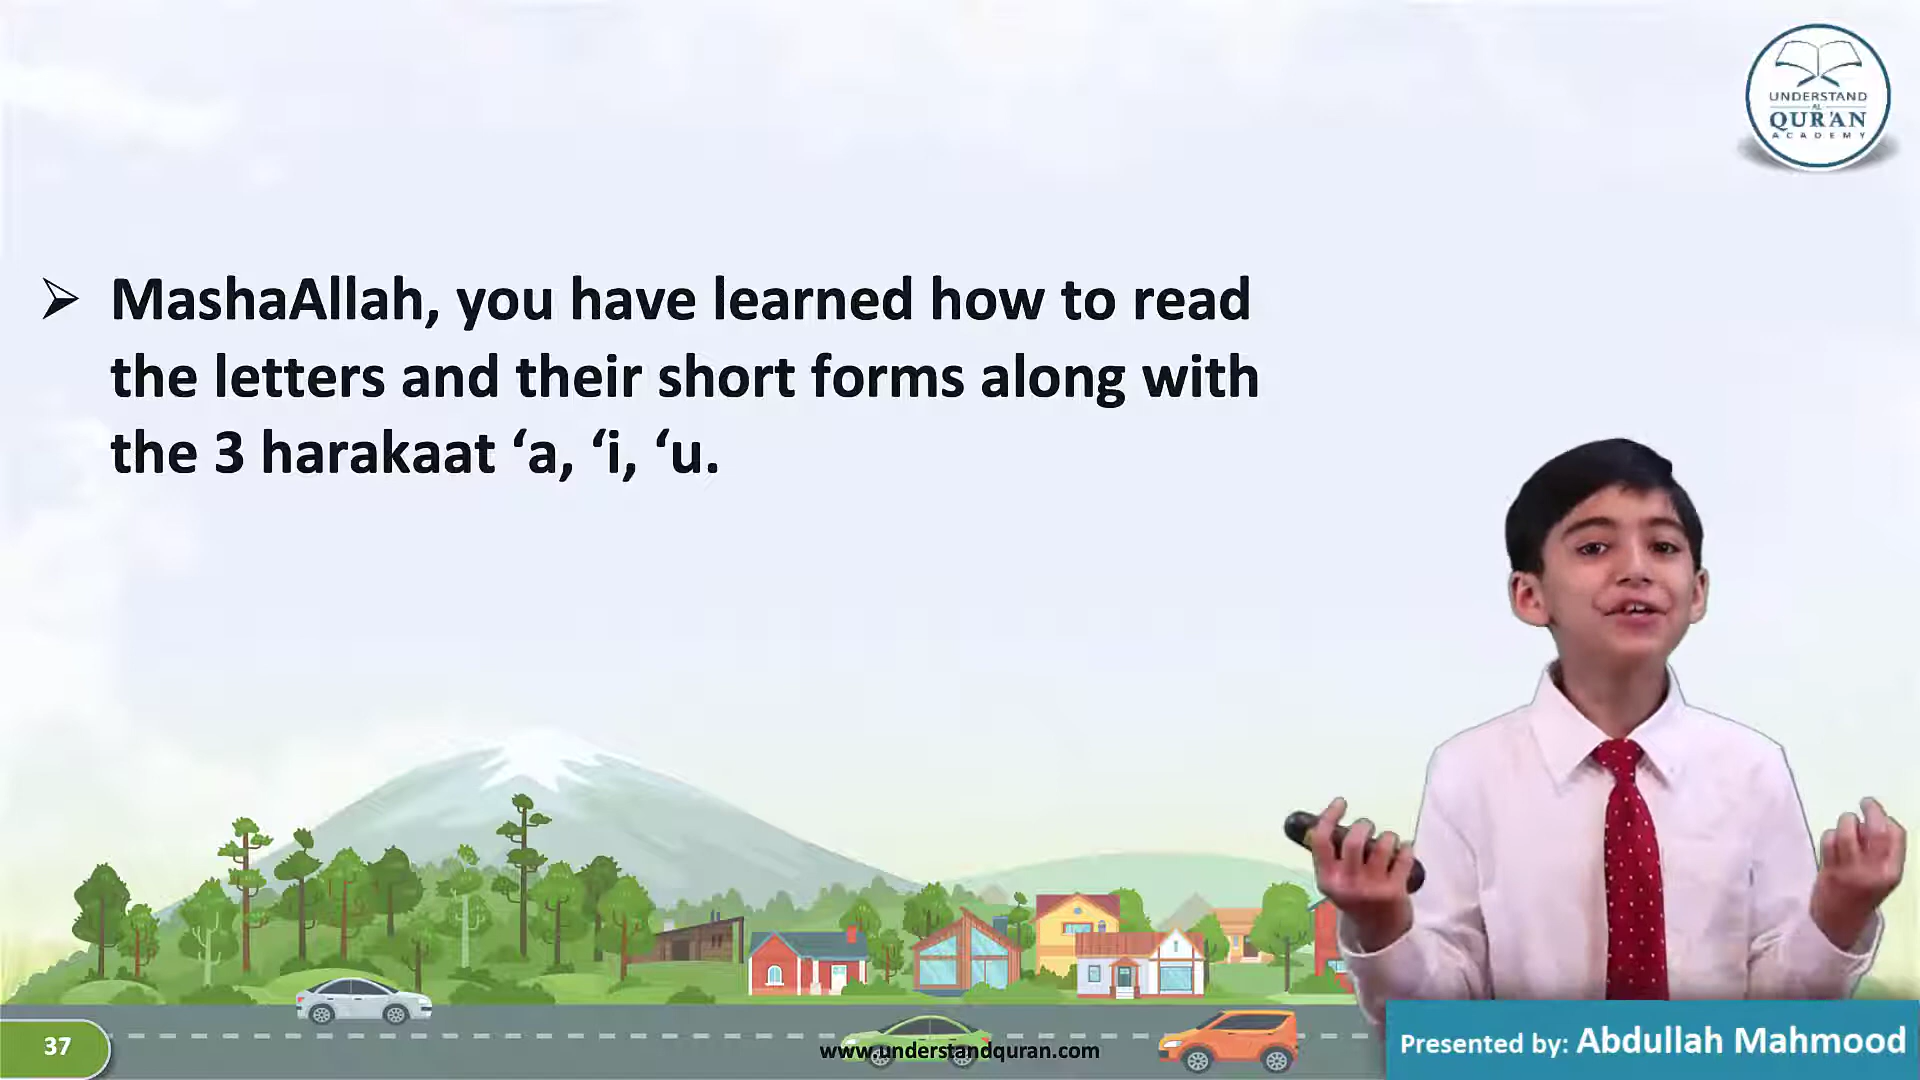 UNDERSTAND
AL
QUR'AN
ACADEMY
➢ MashaAllah, you have learned how to read
the letters and their short forms along with
the 3 harakaat ‘a, ‘i, ‘u.
37
www.understandquran.com
Presented by: Abdullah Mahmood